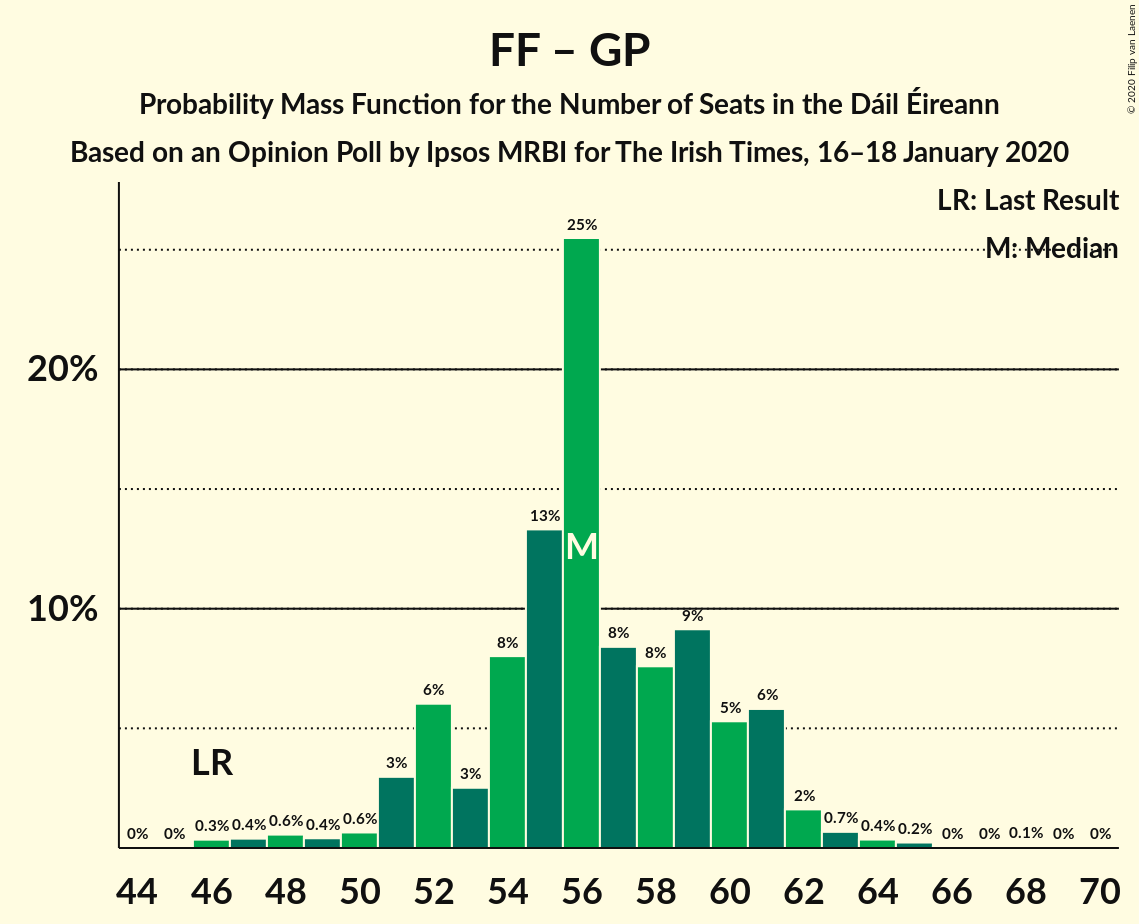 FF – GP
Probability Mass Function for the Number of Seats in the Dáil Éireann
Based on an Opinion Poll by Ipsos MRBI for The Irish Times, 16–18 January 2020
© 2020 Filip van Laenen
LR: Last Result
M: Median
20%
10%
0% 0% 0.3% 0.4% 0.6% 0.4% 0.6% 3% 6% 3% 8% 13% 25% 8% 8% 9% 5% 6% 2% 0.7% 0.4% 0.2% 0% 0% 0.1% 0% 0%
LR
M
44 46 48 50 52 54 56 58 60 62 64 66 68 70